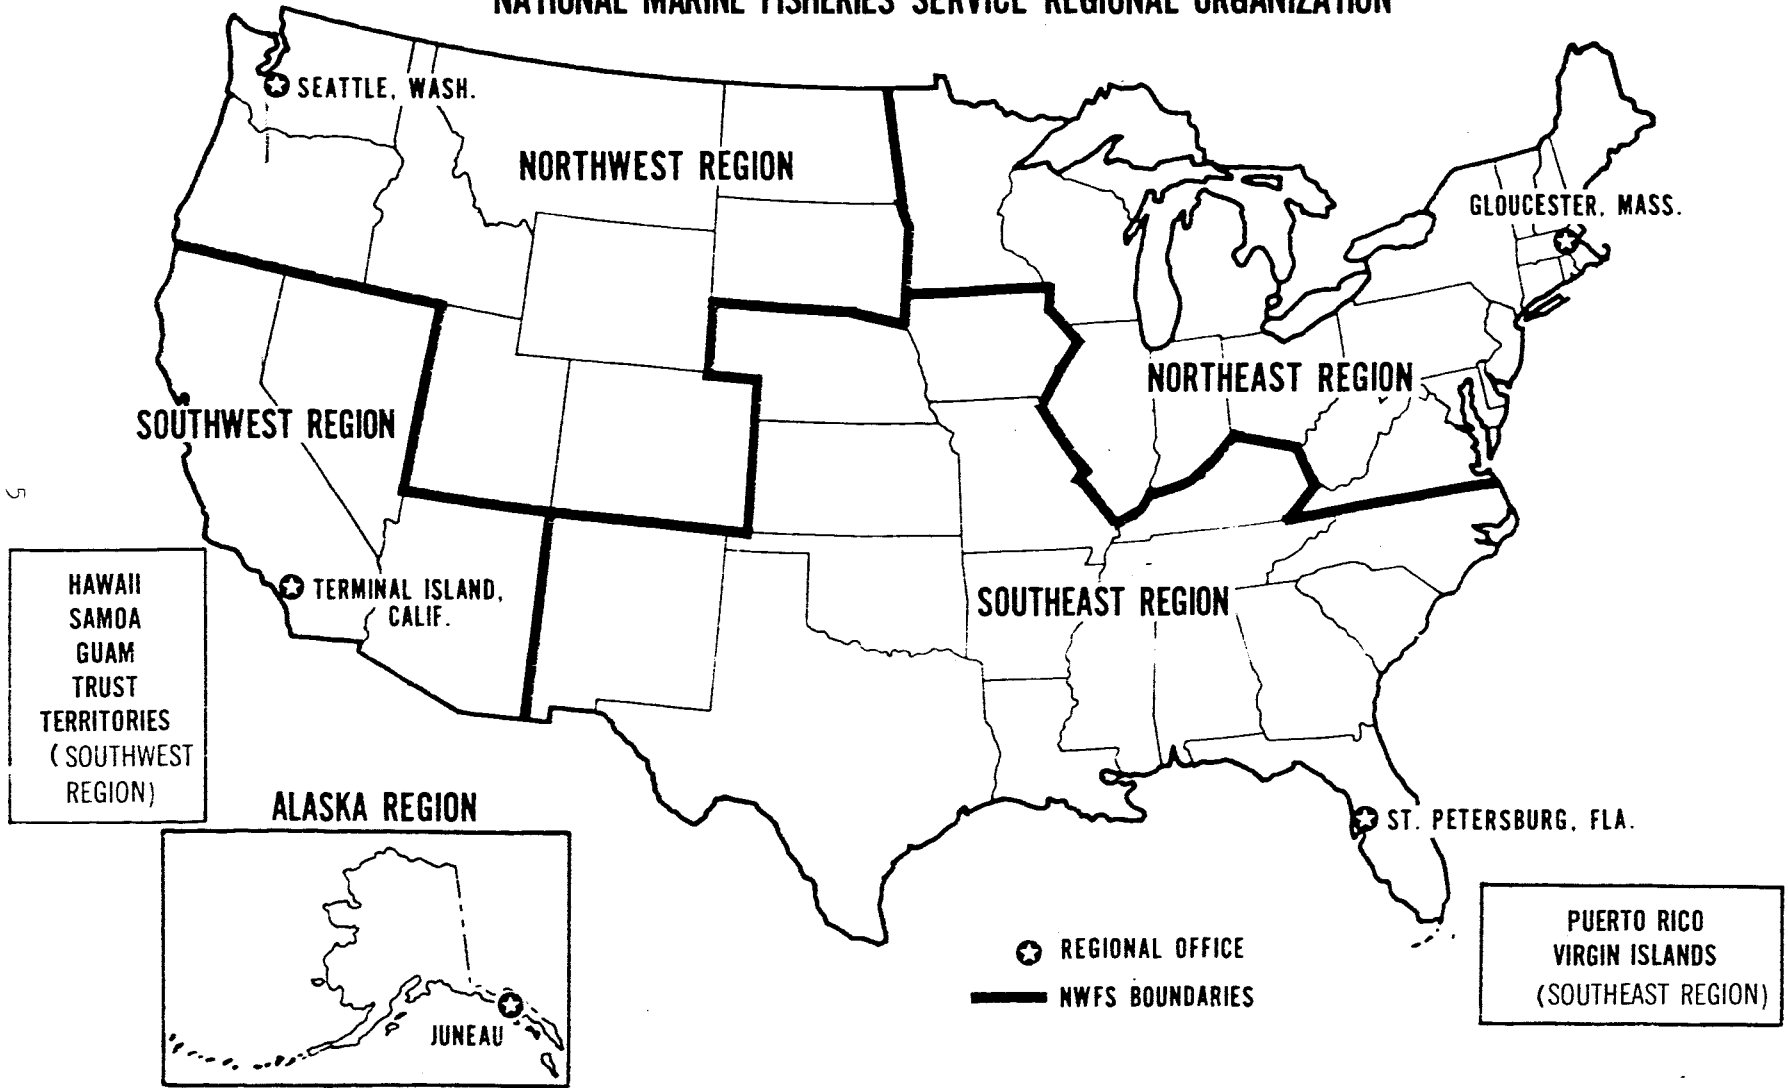 NATIONAL MARINE FISHERIES SERVICE REGIONAL ORGANIZATION
SEATTLE, WASH.
NORTHWEST REGION
GLOUCESTER, MASS.
NORTHEAST REGION
SOUTHWEST REGION
5
HAWAII
SAMOA
GUAM
TRUST
TERRITORIES
(SOUTHWEST
REGION)
TERMINAL ISLAND,
CALIF.
SOUTHEAST REGION
ALASKA REGION
JUNEAU
ST. PETERSBURG, FLA.
REGIONAL OFFICE
NWFS BOUNDARIES
PUERTO RICO
VIRGIN ISLANDS
(SOUTHEAST REGION)